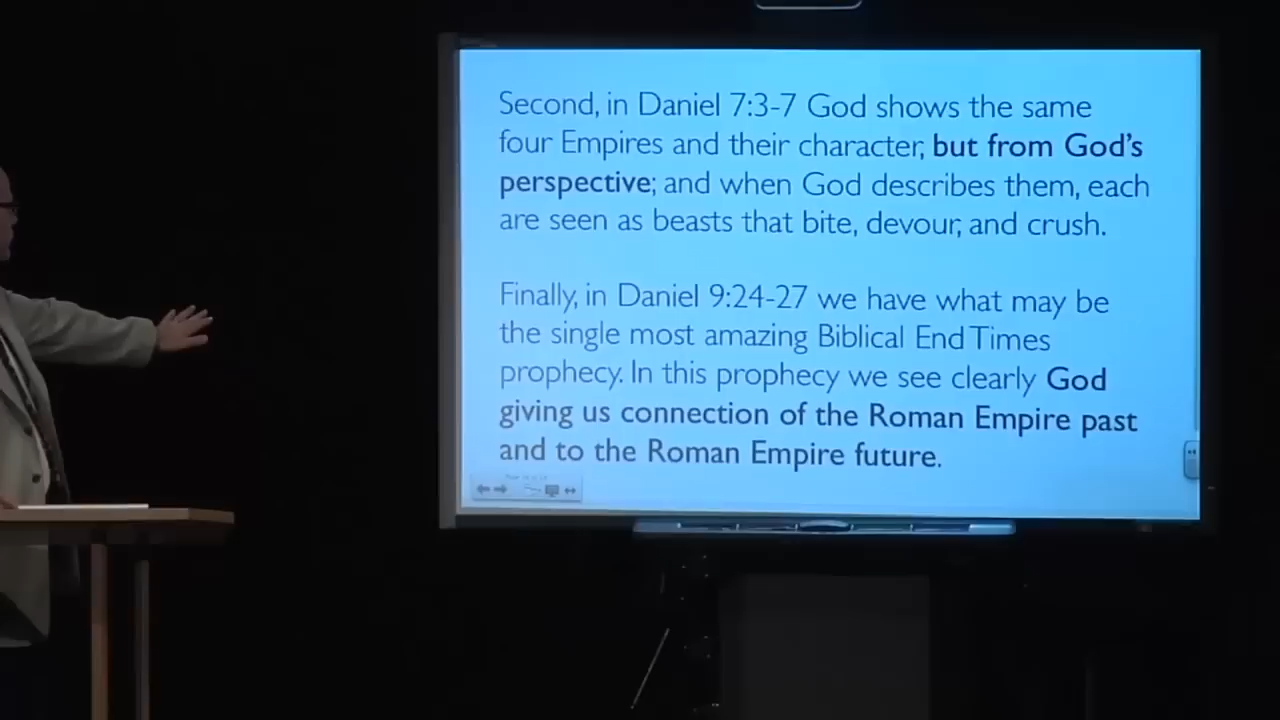 Second, in Daniel 7:3-7 God shows the same
four Empires and their character, but from God's
perspective; and when God describes them, each
are seen as beasts that bite, devour, and crush.
Finally, in Daniel 9:24-27 we have what may be
the single most amazing Biblical End Times
prophecy. In this prophecy we see clearly God
giving us connection of the Roman Empire past
and to the Roman Empire future.